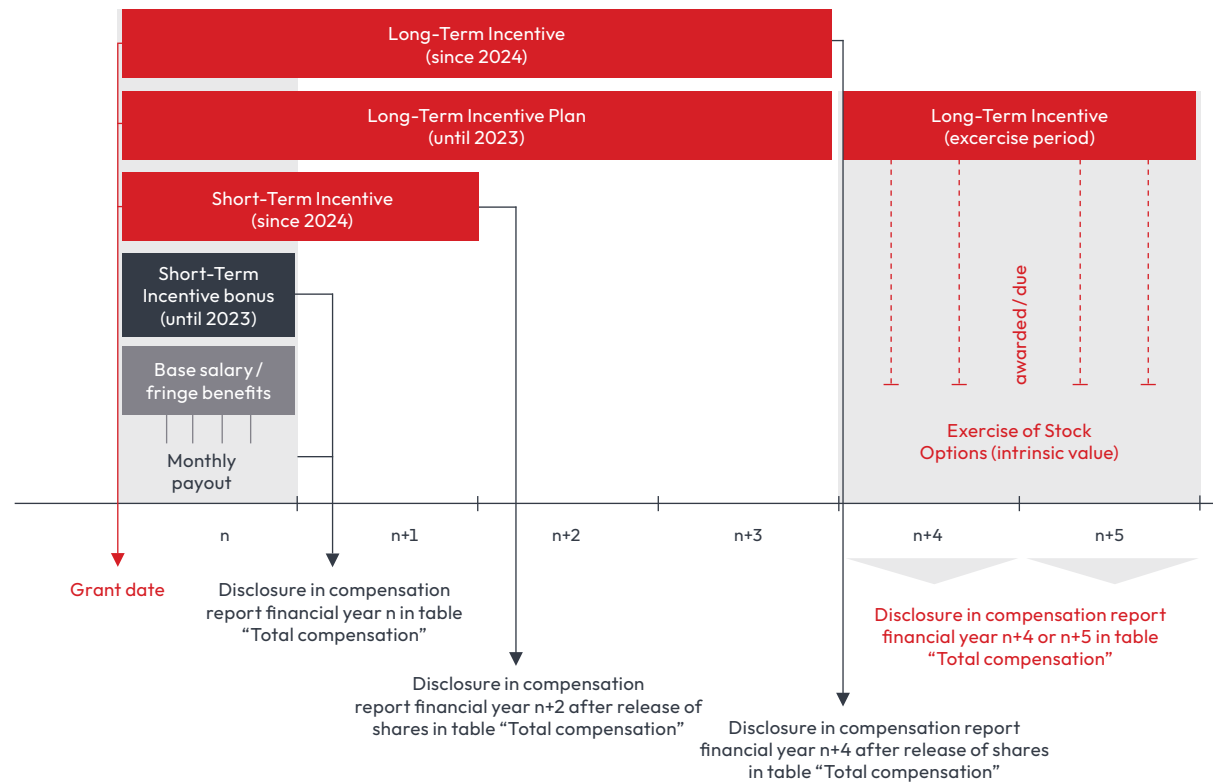 Long-Term Incentive
(since 2024)
Long-Term Incentive Plan
(until 2023)
Long-Term Incentive
(excercise period)
Short-Term Incentive
(since 2024)
Short-Term
Incentive bonus
(until 2023)
Base salary /
fringe benefits
Monthly
payout
awarded / due
Exercise of Stock
Options (intrinsic value)
n
n+1
n+2
n+3
n+4
n+5
Grant date
Disclosure in compensation
report financial year n in table
“Total compensation”
Disclosure in compensation report
financial year n+4 or n+5 in table
“Total compensation”
Disclosure in compensation
report financial year n+2 after release of
shares in table “Total compensation”
Disclosure in compensation report
financial year n+4 after release of shares
in table “Total compensation”